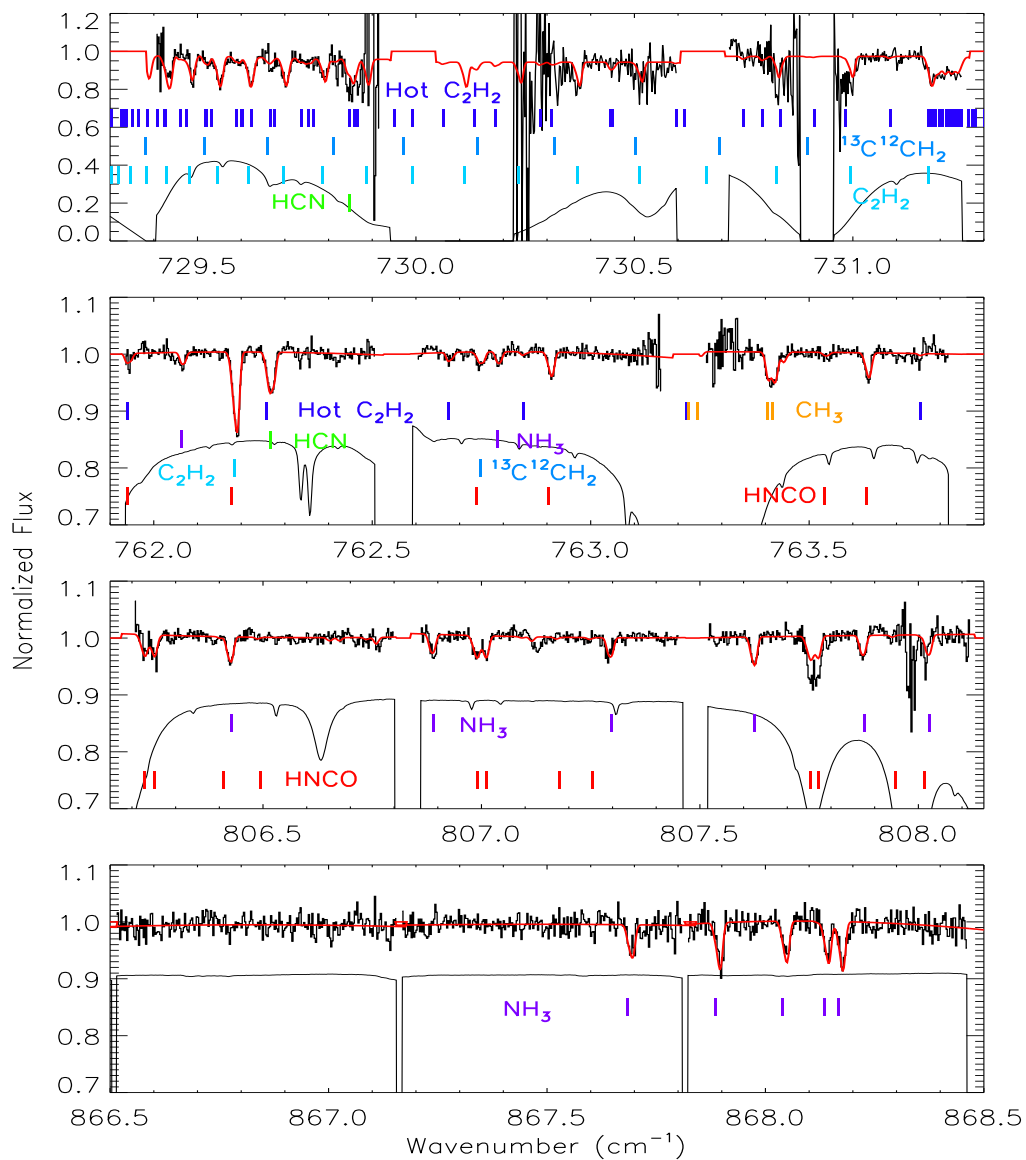 1.2
1.0
0.8
0.6
0.4
0.2
0.0
Hot C₂H₂
¹³C¹²CH₂
HCN
C₂H₂
729.5 730.0 730.5 731.0
1.1
1.0
0.9
0.8
0.7
Hot C₂H₂
CH₃
HCN
NH₃
C₂H₂
¹³C¹²CH₂
HNCO
762.0 762.5 763.0 763.5
Normalized Flux
1.1
1.0
0.9
0.8
0.7
NH₃
HNCO
806.5 807.0 807.5 808.0
1.1
1.0
0.9
0.8
0.7
NH₃
866.5 867.0 867.5 868.0 868.5
Wavenumber (cm⁻¹)